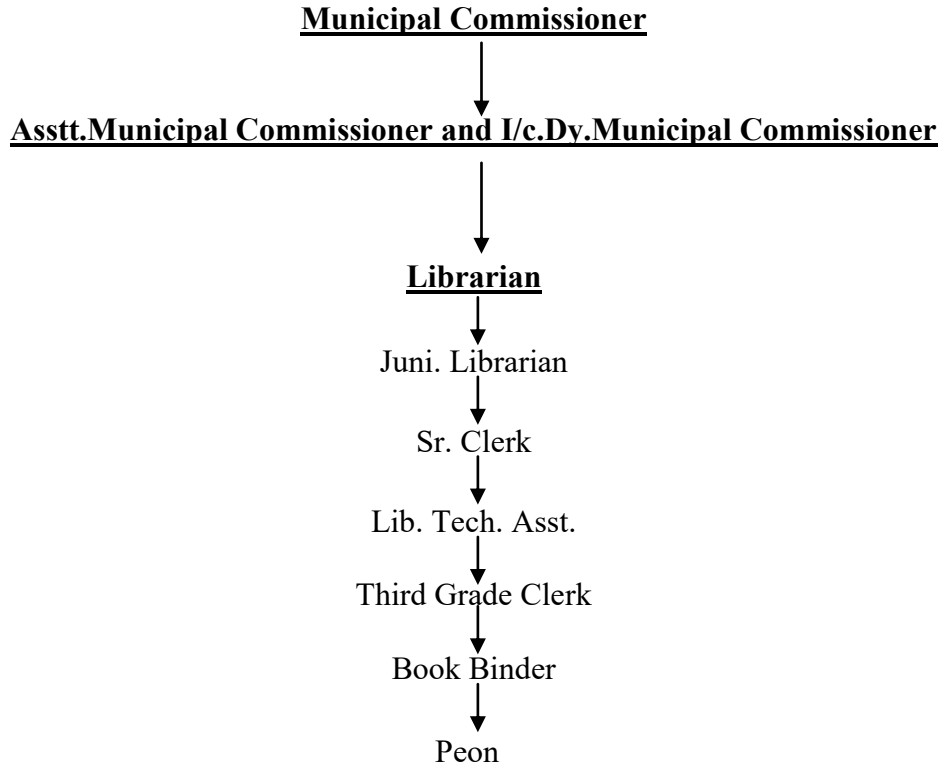 Municipal Commissioner
Asstt.Municipal Commissioner and I/c.Dy.Municipal Commissioner
Librarian
Juni. Librarian
Sr. Clerk
Lib. Tech. Asst.
Third Grade Clerk
Book Binder
Peon